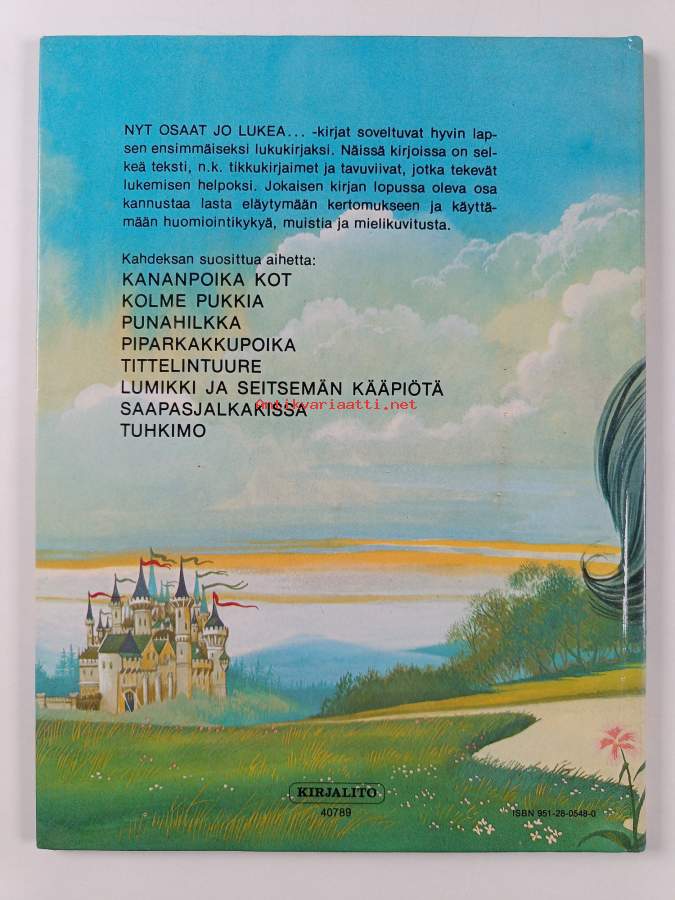 NYT OSAAT JO LUKEA... -kirjat soveltuvat hyvin lap-
sen ensimmäiseksi lukukirjaksi. Näissä kirjoissa on sel-
keä teksti, n.k. tikkukirjaimet ja tavuviivat, jotka tekevät
lukemisen helpoksi. Jokaisen kirjan lopussa oleva osa
kannustaa lasta eläytymään kertomukseen ja käyttä-
mään huomiointikykyä, muistia ja mielikuvitusta.
Kahdeksan suosittua aihetta:
KANANPOIKA KOT
KOLME PUKKIA
PUNAHILKKA
PIPARKAKKUPOIKA
TITTELINTUURE
LUMIKKI JA SEITSEMÄN KÄÄPIÖTÄ
Antikvariaatti.net
SAAPASJALKAKISSA
TUHKIMO
KIRJALITO
40789
ISBN 951-28-0548-0